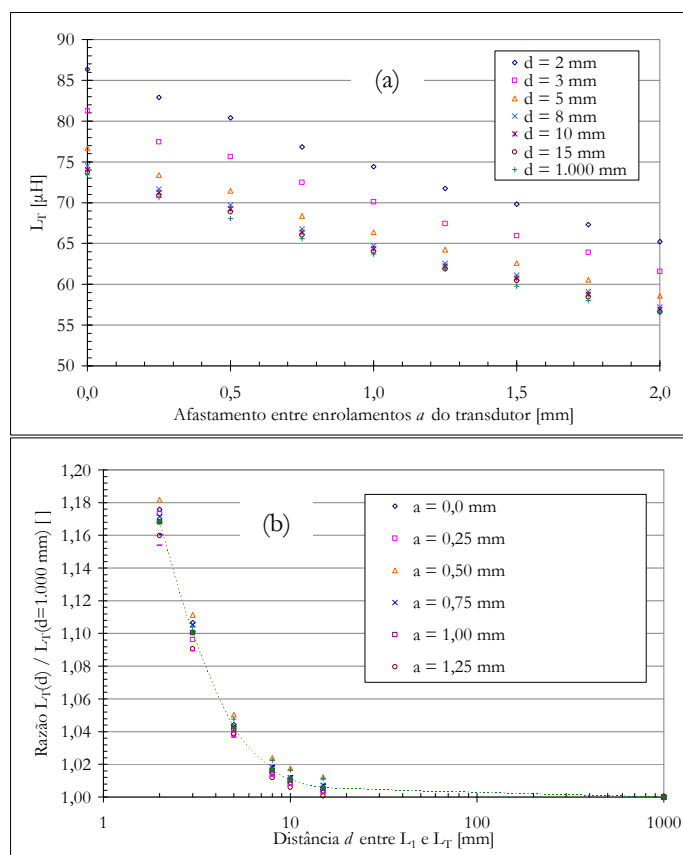 90
85
80
75
70
65
60
55
50
L_T [µH]
(a)
d = 2 mm
d = 3 mm
d = 5 mm
d = 8 mm
d = 10 mm
d = 15 mm
d = 1.000 mm
0,0 0,5 1,0 1,5 2,0
Afastamento entre enrolamentos a do transdutor [mm]
1,20
1,18
1,16
1,14
1,12
1,10
1,08
1,06
1,04
1,02
1,00
Razão L_T(d) / L_T(d=1.000 mm) [ ]
(b)
a = 0,0 mm
a = 0,25 mm
a = 0,50 mm
a = 0,75 mm
a = 1,00 mm
a = 1,25 mm
1 10 100 1000
Distância d entre L_1 e L_T [mm]